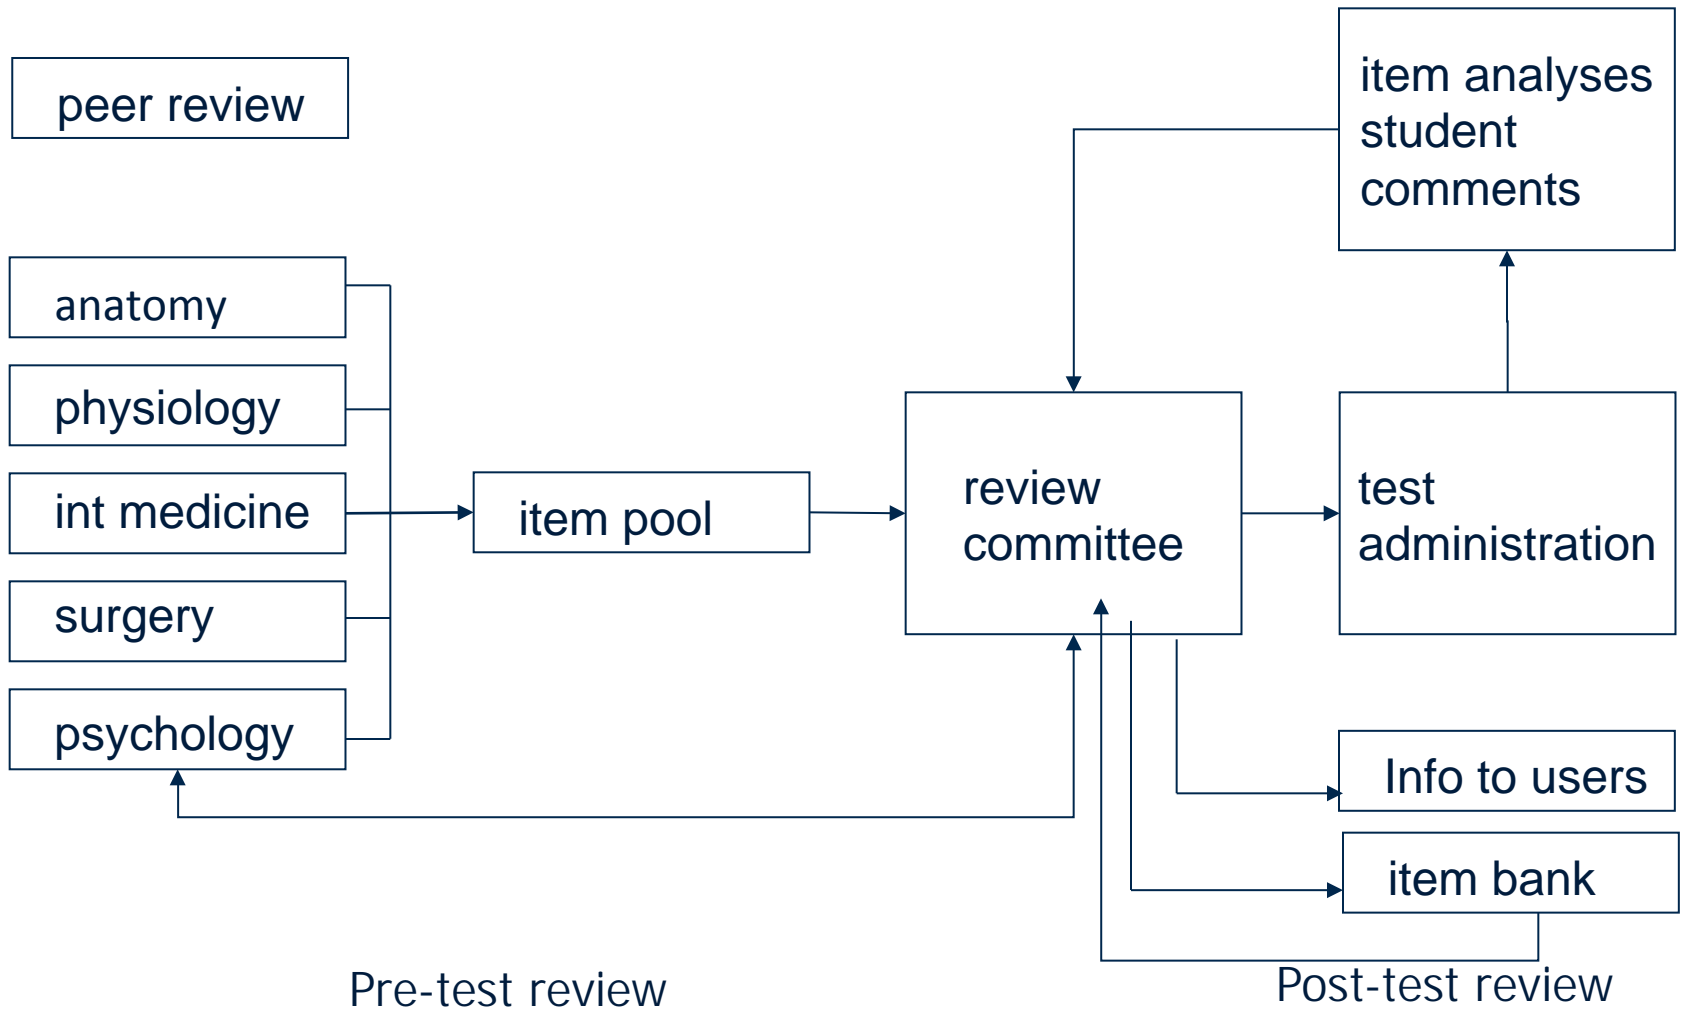 peer review
item analyses
student
comments
anatomy
physiology
int medicine
surgery
psychology
item pool
review
committee
test
administration
Info to users
item bank
Pre-test review
Post-test review